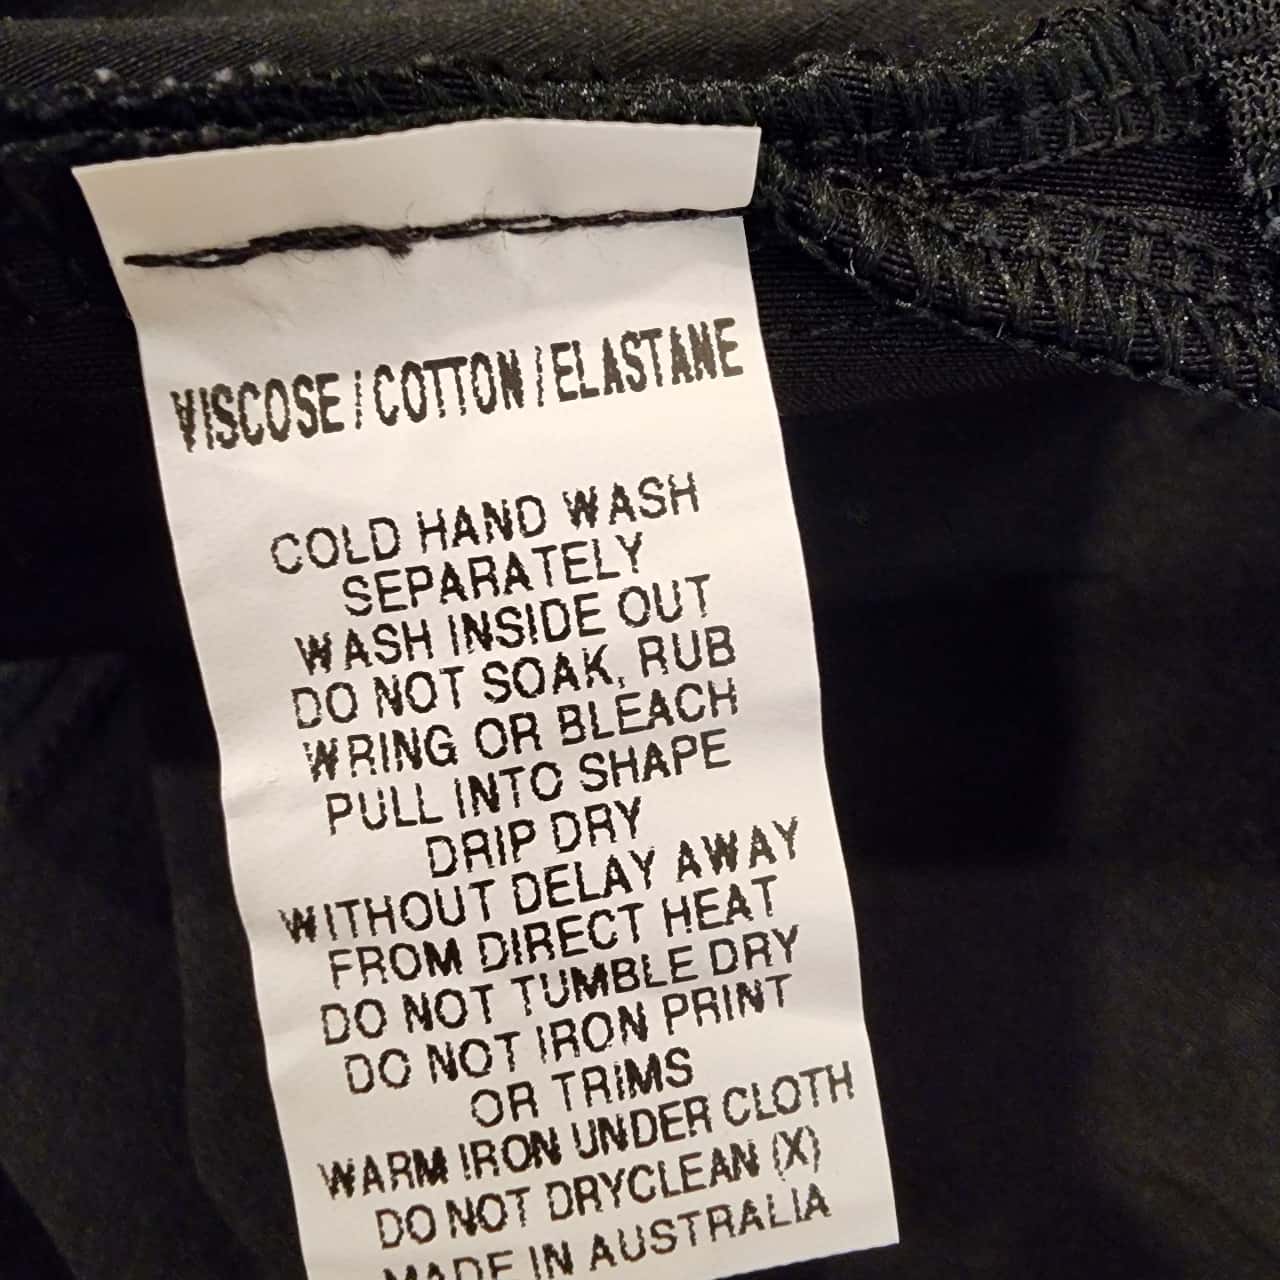 VISCOSE / COTTON / ELASTANE
COLD HAND WASH
SEPARATELY
WASH INSIDE OUT
DO NOT SOAK, RUB
WRING OR BLEACH
PULL INTO SHAPE
DRIP DRY
WITHOUT DELAY AWAY
FROM DIRECT HEAT
DO NOT TUMBLE DRY
DO NOT IRON PRINT
OR TRIMS
WARM IRON UNDER CLOTH
DO NOT DRYCLEAN (X)
MADE IN AUSTRALIA